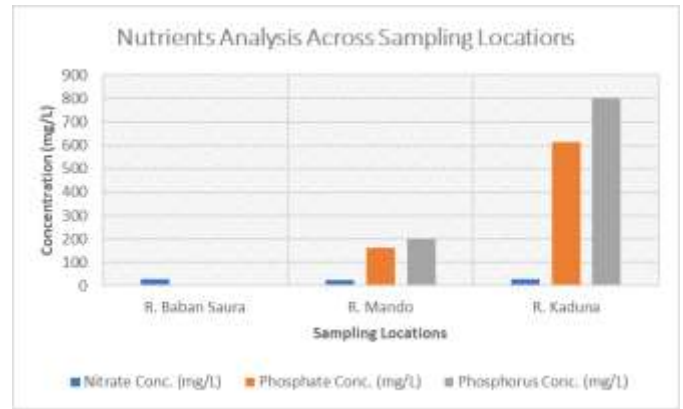 Nutrients Analysis Across Sampling Locations
Concentration (mg/L)
900
800
700
600
500
400
300
200
100
0
R. Baban Saura R. Mando R. Kaduna
Sampling Locations
Nitrate Conc. (mg/L) Phosphate Conc. (mg/L) Phosphorus Conc. (mg/L)